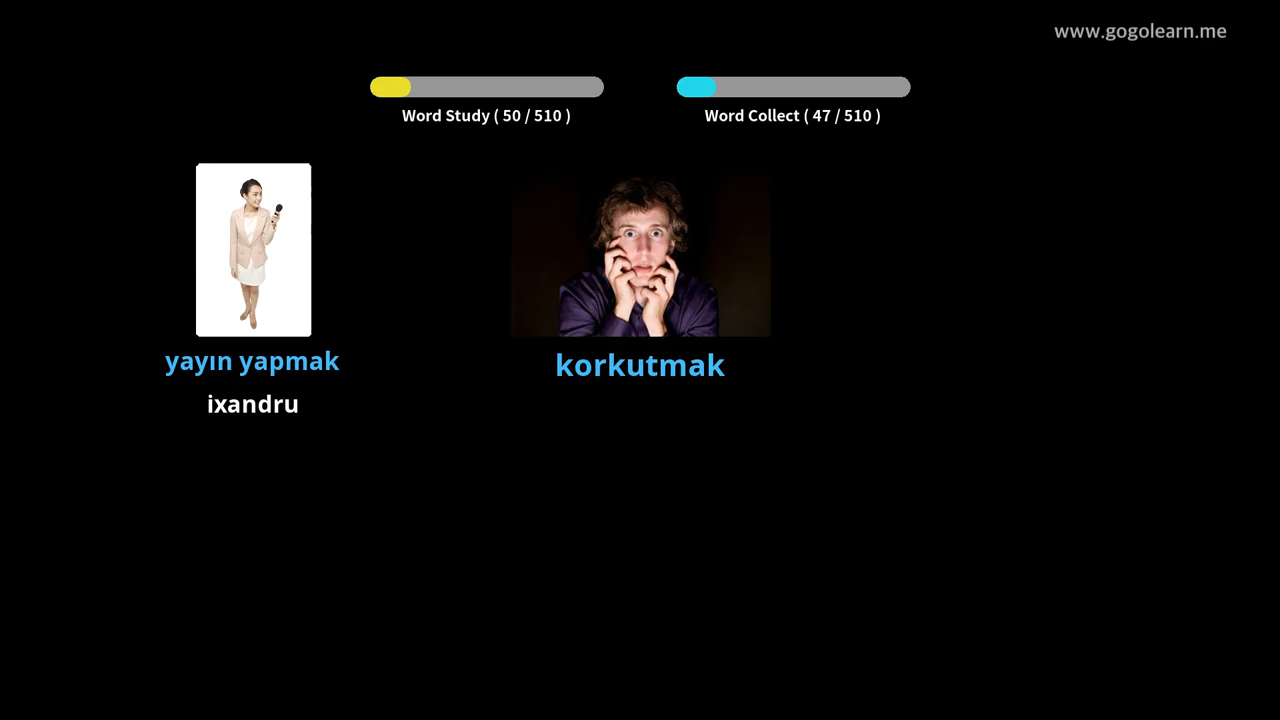 www.gogolearn.me
Word Study ( 50 / 510 )
Word Collect ( 47 / 510 )
yayın yapmak
ixandru
korkutmak